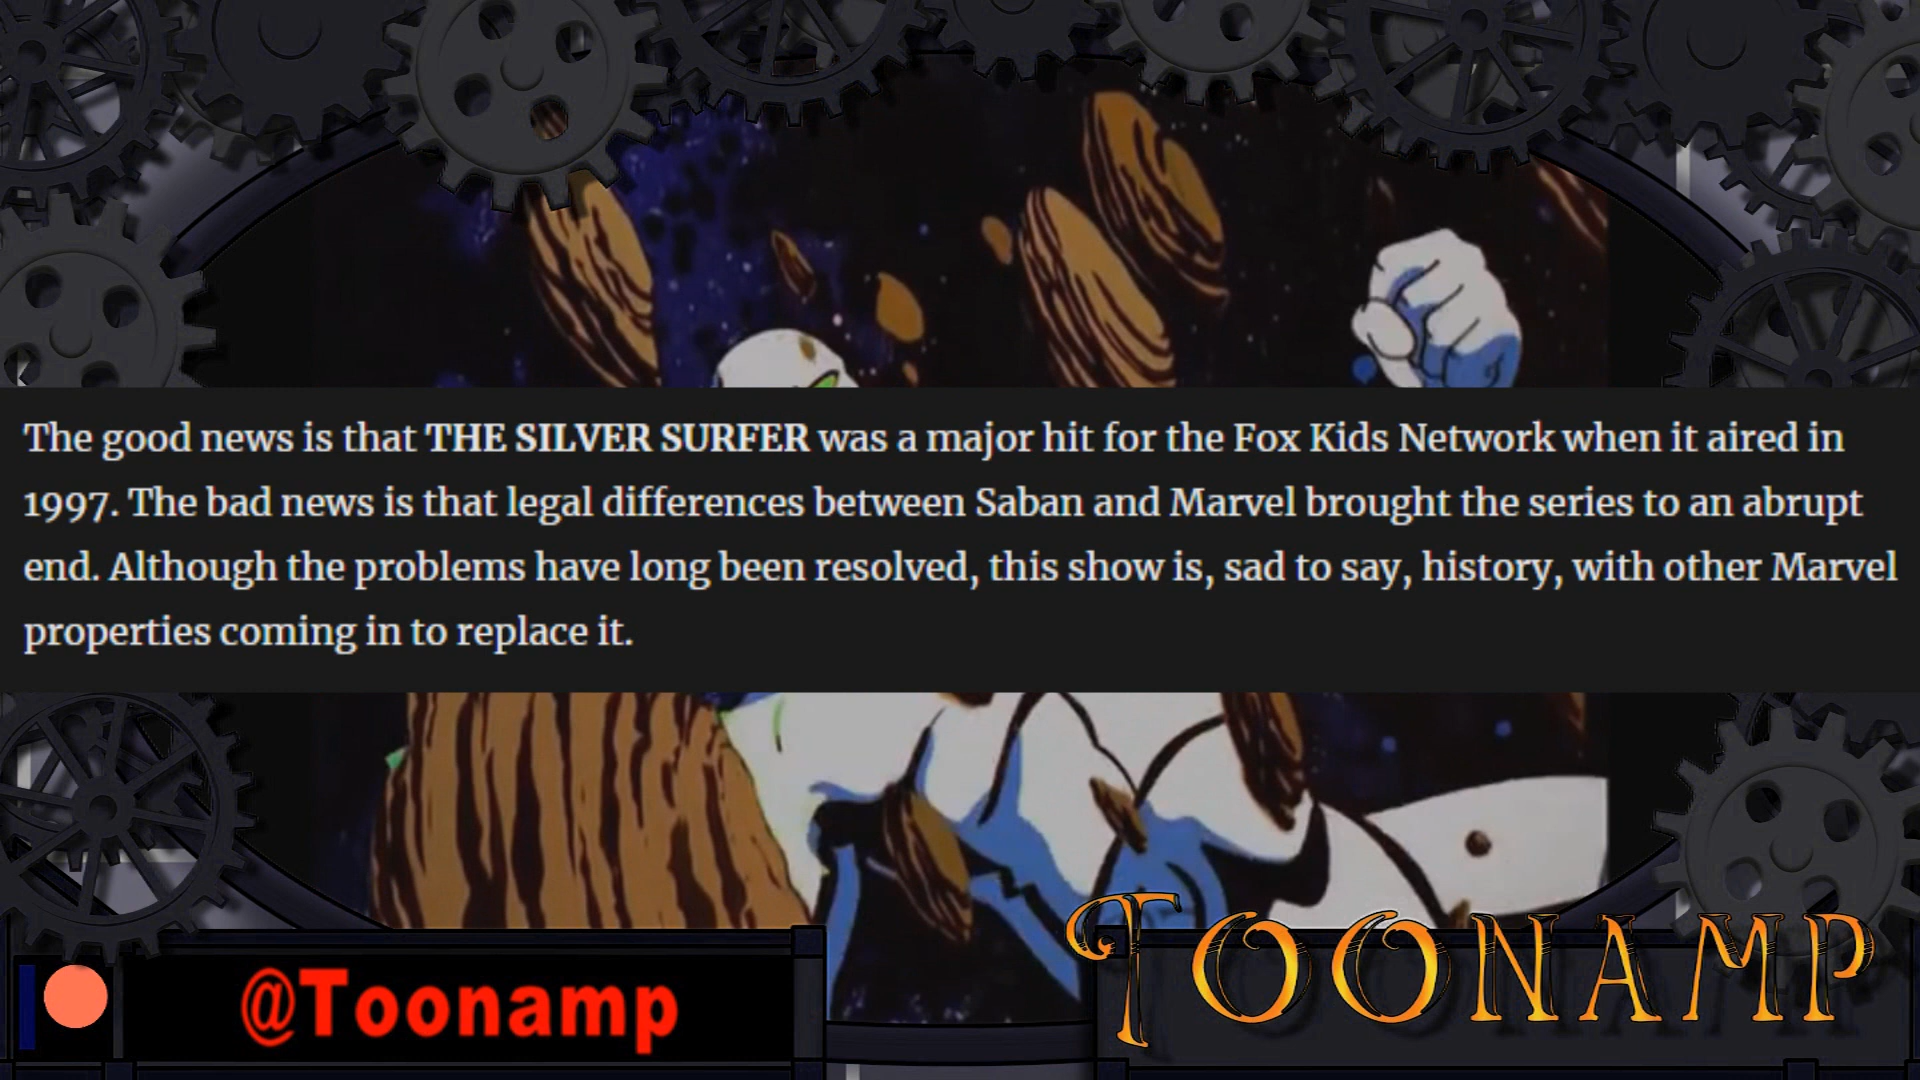 The good news is that THE SILVER SURFER was a major hit for the Fox Kids Network when it aired in
1997. The bad news is that legal differences between Saban and Marvel brought the series to an abrupt
end. Although the problems have long been resolved, this show is, sad to say, history, with other Marvel
properties coming in to replace it.
@Toonamp
TOONAMP